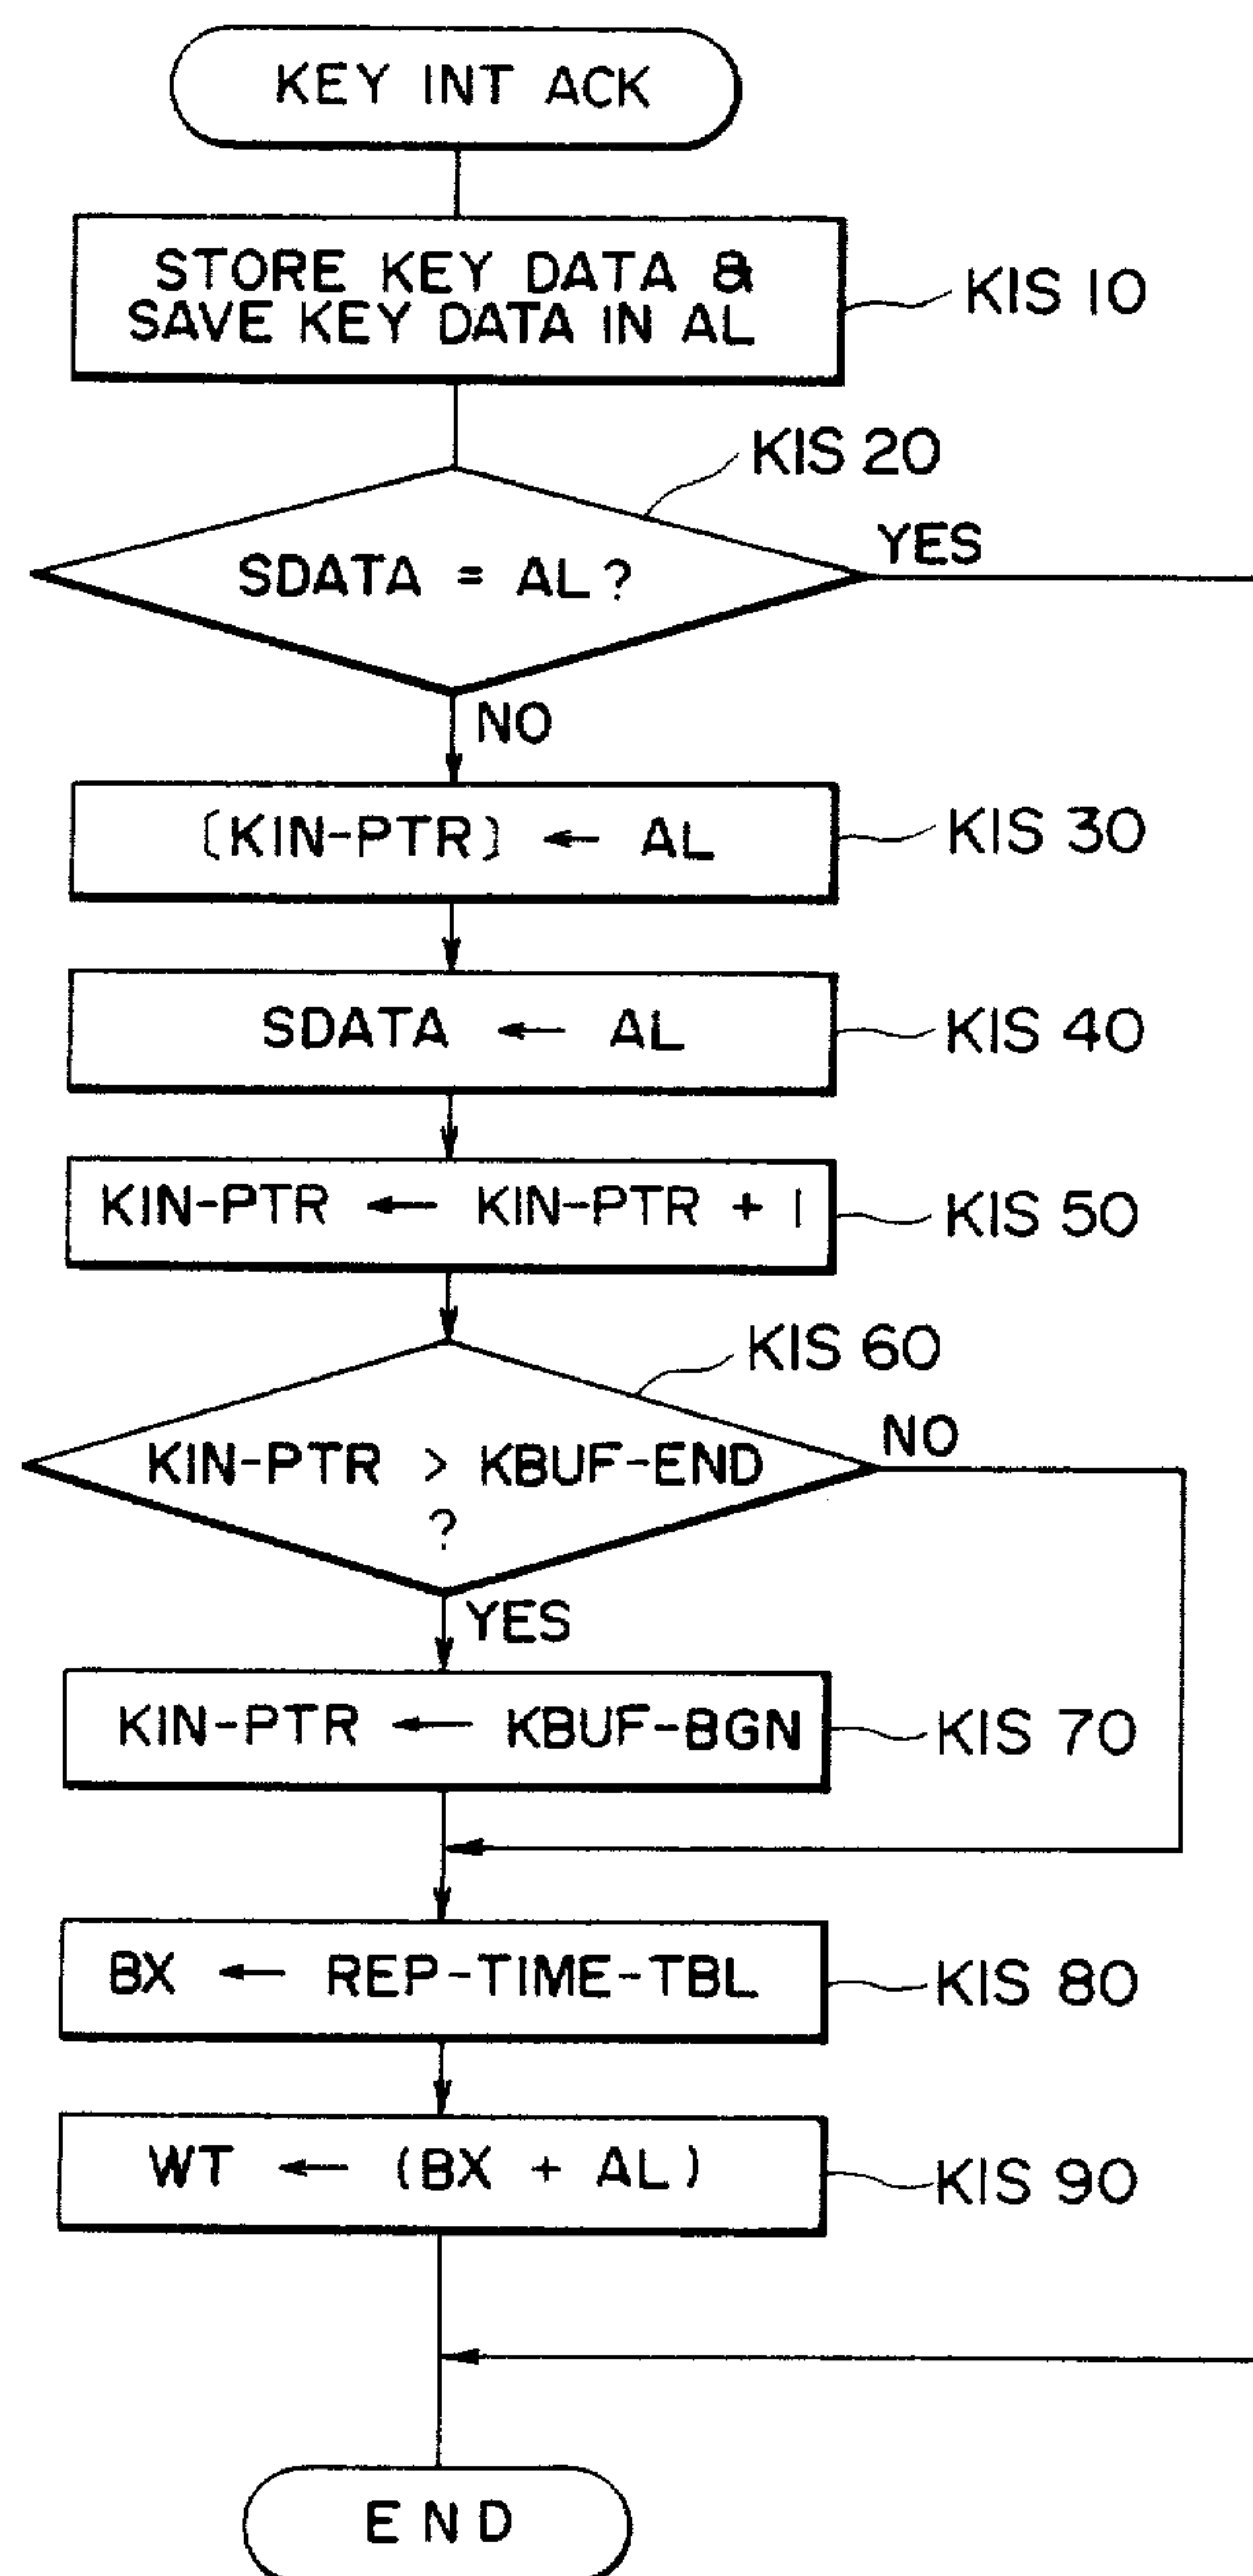 KEY INT ACK
STORE KEY DATA &
SAVE KEY DATA IN AL
KIS 10
KIS 20
SDATA = AL ?
YES
NO
(KIN-PTR) ← AL
KIS 30
SDATA ← AL
KIS 40
KIN-PTR ← KIN-PTR + 1
KIS 50
KIS 60
KIN-PTR > KBUF-END
?
NO
YES
KIN-PTR ← KBUF-BGN
KIS 70
BX ← REP-TIME-TBL
KIS 80
WT ← (BX + AL)
KIS 90
END